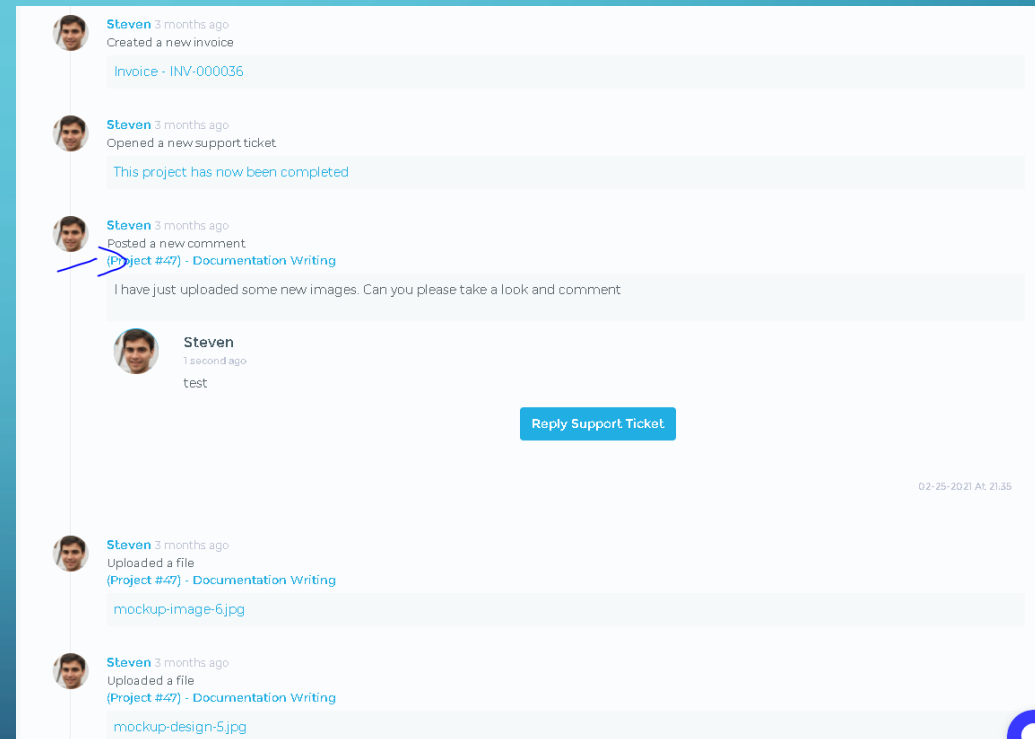 Steven 3 months ago
Created a new invoice
Invoice - INV-000036
Steven 3 months ago
Opened a new support ticket
This project has now been completed
Steven 3 months ago
Posted a new comment
(Project #47) - Documentation Writing
I have just uploaded some new images. Can you please take a look and comment
Steven
1 second ago
test
Reply Support Ticket
02-25-2021 At 21:35
Steven 3 months ago
Uploaded a file
(Project #47) - Documentation Writing
mockup-image-6.jpg
Steven 3 months ago
Uploaded a file
(Project #47) - Documentation Writing
mockup-design-5.jpg